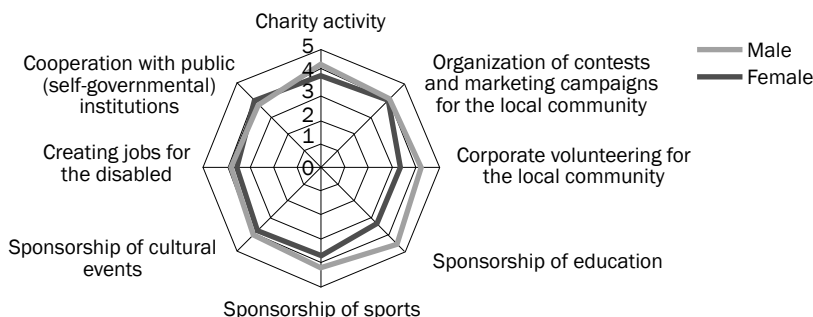 Charity activity
5
4
3
2
1
0
Male
Female
Organization of contests
and marketing campaigns
for the local community
Corporate volunteering for
the local community
Sponsorship of education
Sponsorship of sports
Sponsorship of cultural
events
Creating jobs for
the disabled
Cooperation with public
(self-governmental)
institutions